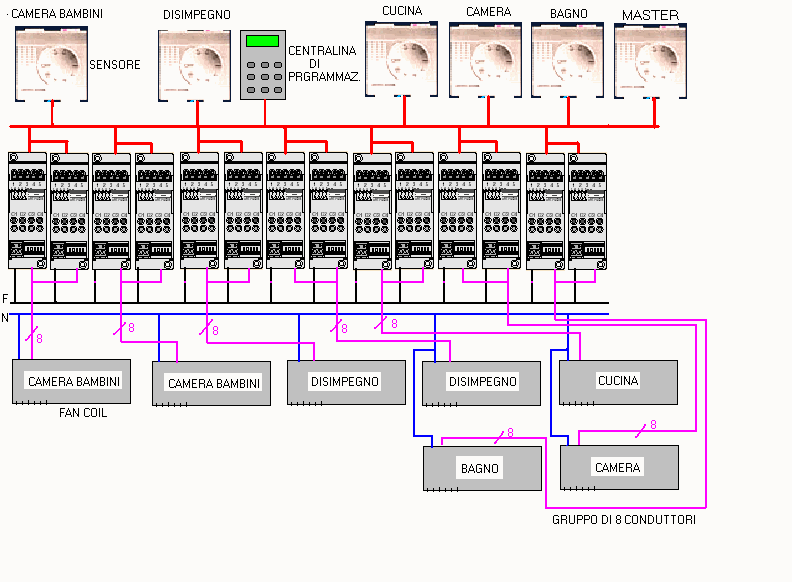 CAMERA BAMBINI
DISIMPEGNO
CUCINA
CAMERA
BAGNO
MASTER
SENSORE
CENTRALINA
DI
PRGRAMMAZ.
F
N
8
8
8
8
8
CAMERA BAMBINI
CAMERA BAMBINI
DISIMPEGNO
DISIMPEGNO
CUCINA
FAN COIL
8
8
BAGNO
CAMERA
GRUPPO DI 8 CONDUTTORI